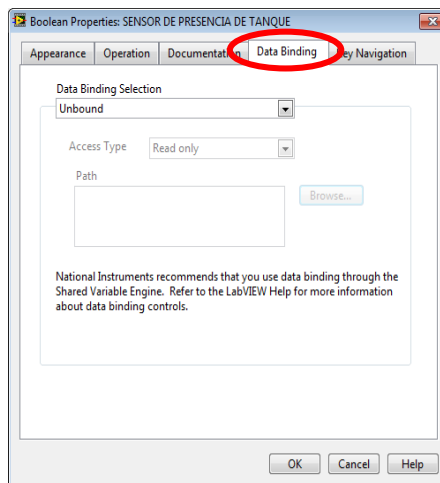 Boolean Properties: SENSOR DE PRESENCIA DE TANQUE
Appearance Operation Documentation Data Binding Key Navigation
Data Binding Selection
Unbound
Access Type Read only
Path
Browse...
National Instruments recommends that you use data binding through the
Shared Variable Engine. Refer to the LabVIEW Help for more information
about data binding controls.
OK Cancel Help